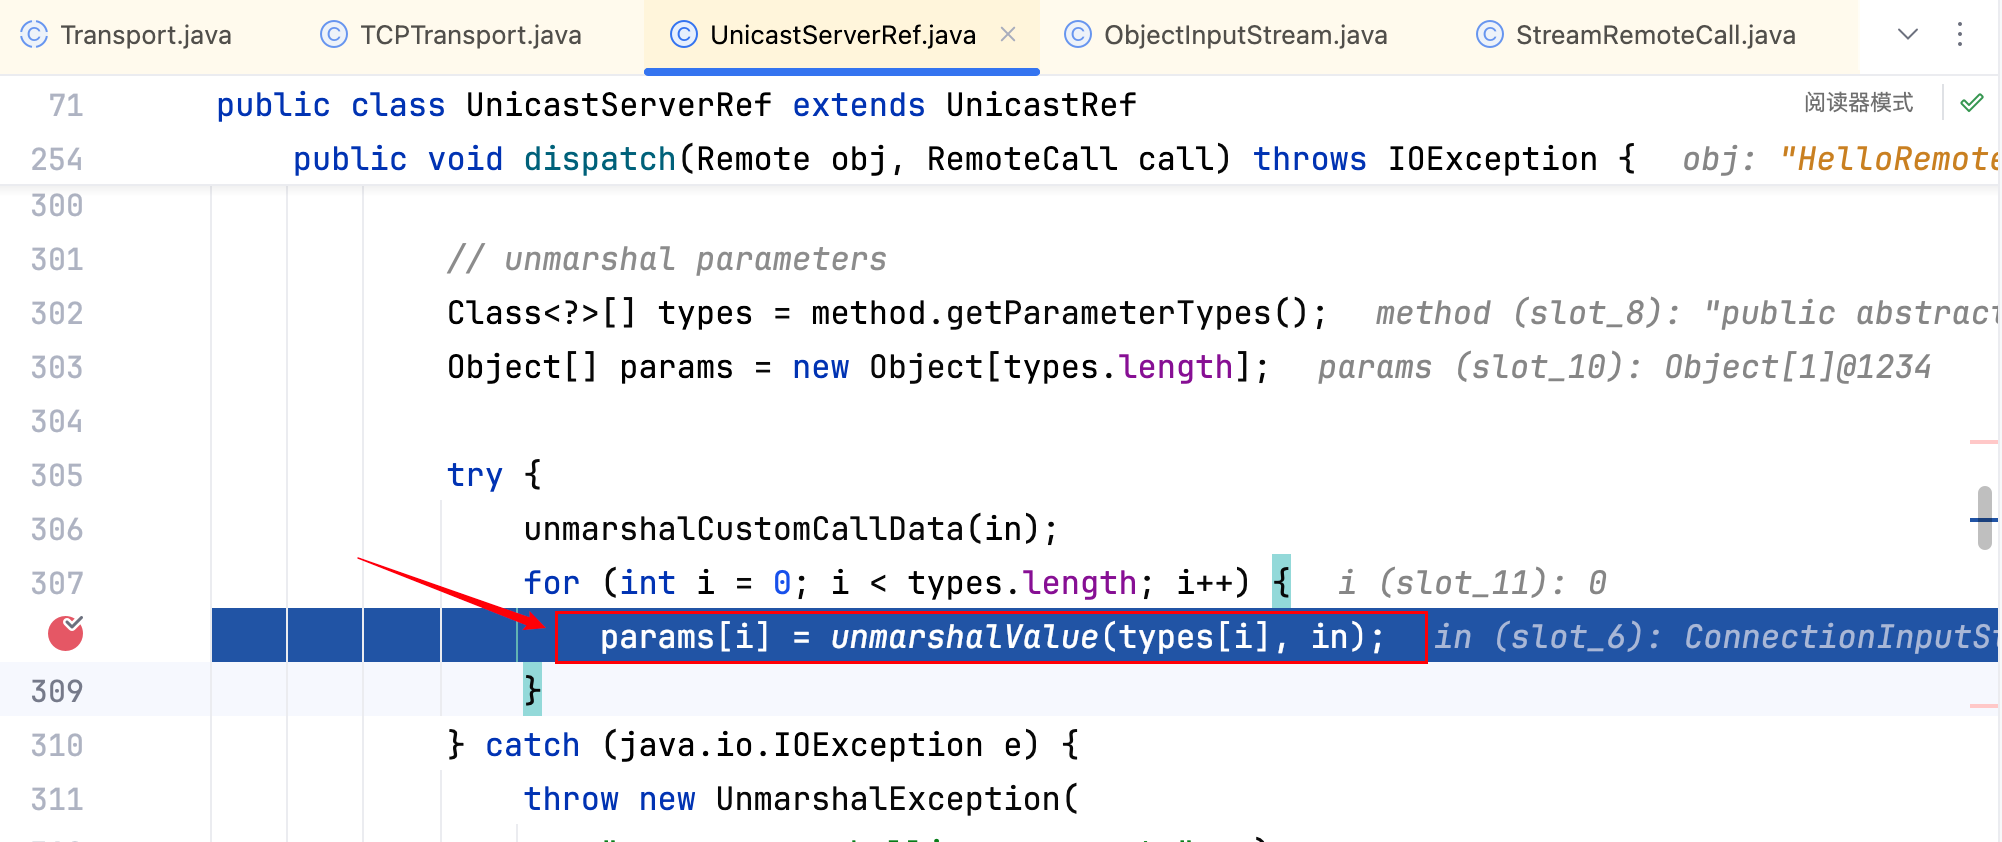 Transport.java TCPTransport.java UnicastServerRef.java ObjectInputStream.java StreamRemoteCall.java
71 public class UnicastServerRef extends UnicastRef 阅读器模式
254 public void dispatch(Remote obj, RemoteCall call) throws IOException { obj: "HelloRemote
300
301 // unmarshal parameters
302 Class<?>[] types = method.getParameterTypes(); method (slot_8): "public abstract
303 Object[] params = new Object[types.length]; params (slot_10): Object[1]@1234
304
305 try {
306 unmarshalCustomCallData(in);
307 for (int i = 0; i < types.length; i++) { i (slot_11): 0
params[i] = unmarshalValue(types[i], in); in (slot_6): ConnectionInputSt
309 }
310 } catch (java.io.IOException e) {
311 throw new UnmarshalException(